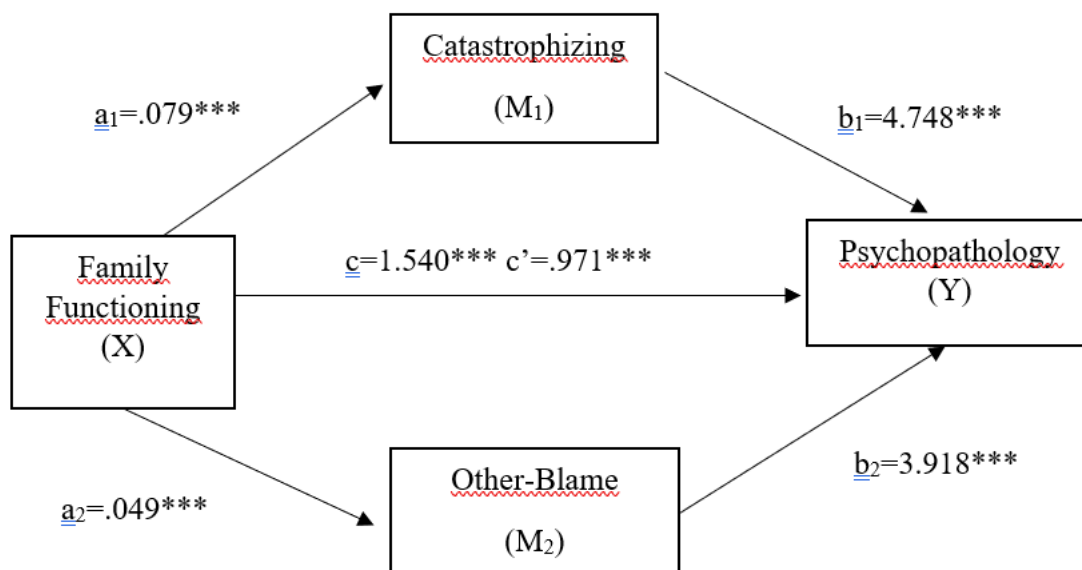 Catastrophizing
(M₁)
a₁=.079***
b₁=4.748***
Family
Functioning
(X)
c=1.540*** c’=.971***
Psychopathology
(Y)
a₂=.049***
Other-Blame
(M₂)
b₂=3.918***